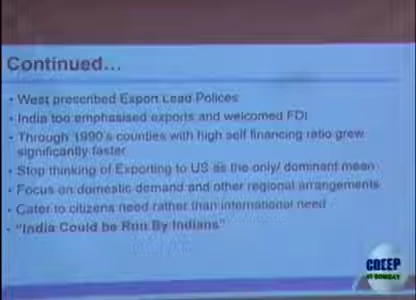 Continued...
• West prescribed Export Lead Polices
• India too emphasised exports and welcomed FDI
• Through 1990's counties with high self financing ratio grew
significantly faster
• Stop thinking of Exporting to US as the only/ dominant mean
• Focus on domestic demand and other regional arrangements
• Cater to citizens need rather than international need
• "India Could be Run By Indians"
CDEEP
IIT BOMBAY